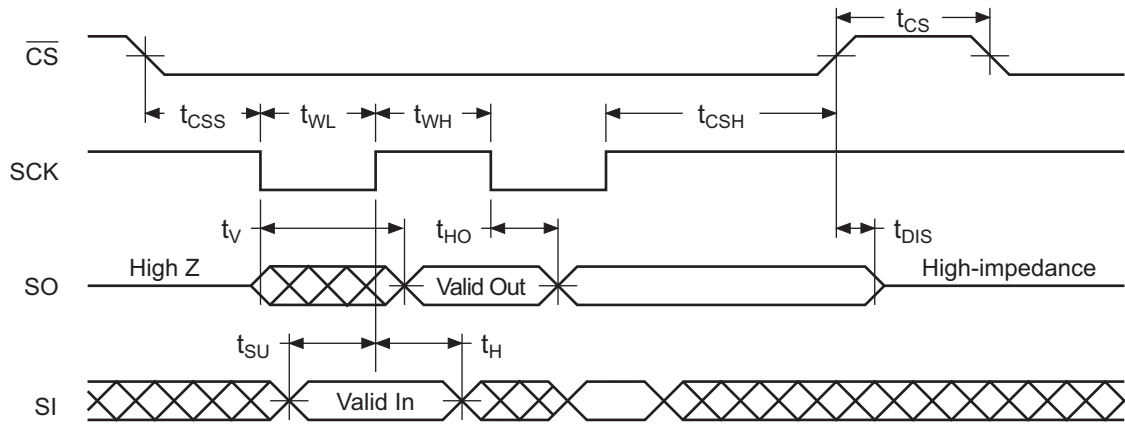 tCS
CS
tCSS tWL tWH tCSH
SCK
tV tHO tDIS
High Z High-impedance
SO Valid Out
tSU tH
SI Valid In